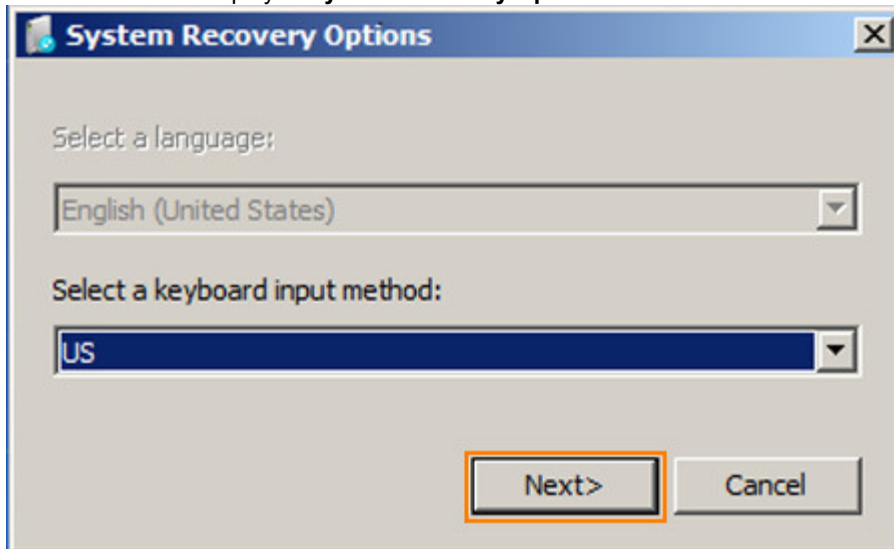 System Recovery Options
Select a language:
English (United States)
Select a keyboard input method:
US
Next>
Cancel